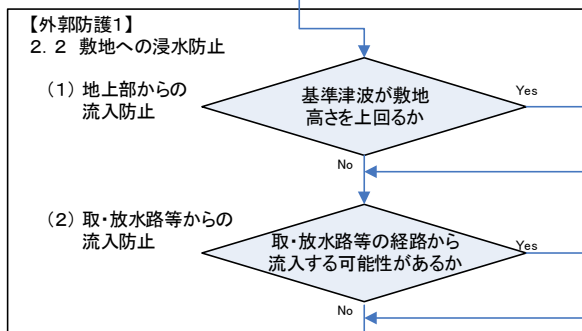 【外郭防護1】
2．2 敷地への浸水防止
（1）地上部からの
流入防止
基準津波が敷地
高さを上回るか
Yes
No
（2）取・放水路等からの
流入防止
取・放水路等の経路から
流入する可能性があるか
Yes
No